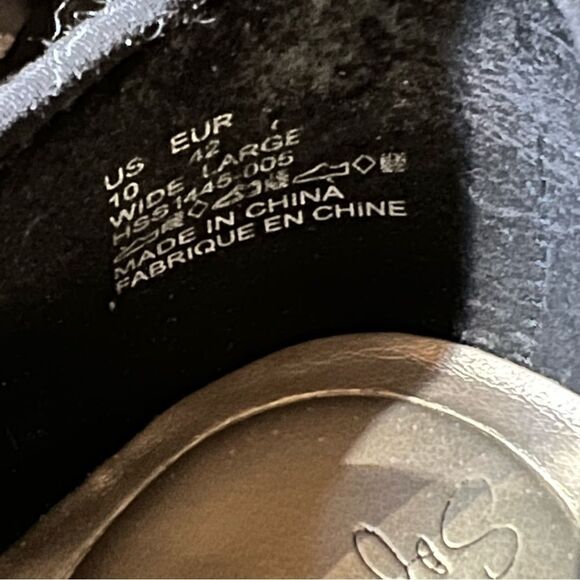 US EUR
10 42
WIDE LARGE
HSS1445-005
MADE IN CHINA
FABRIQUE EN CHINE